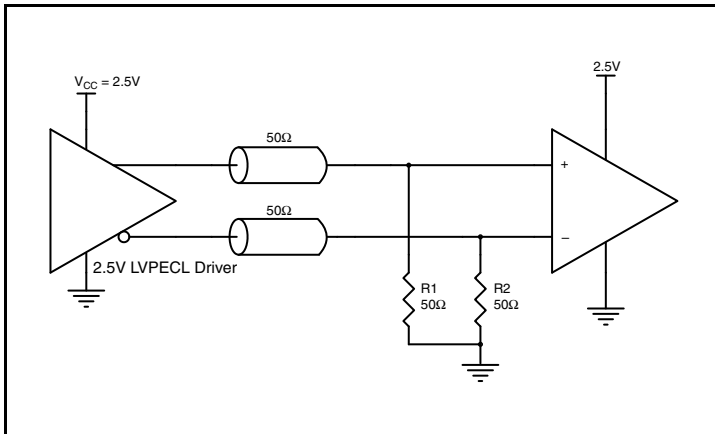 V_CC = 2.5V
2.5V
50Ω
+
50Ω
–
2.5V LVPECL Driver
R1
50Ω
R2
50Ω